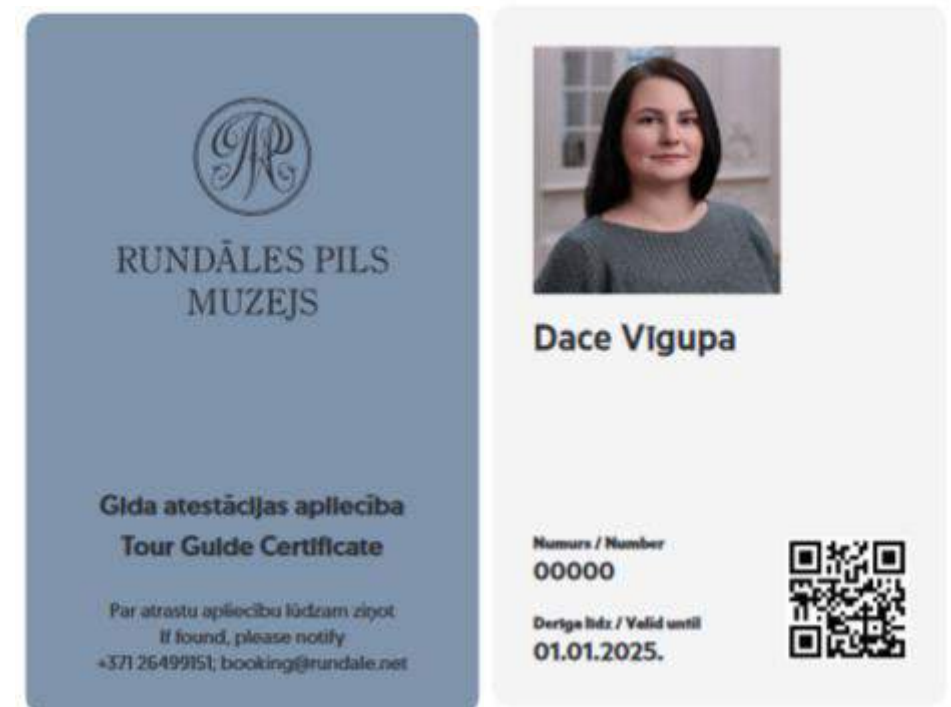 RUNDĀLES PILS
MUZEJS
Gida atestācijas apliecība
Tour Guide Certificate
Par atrastu apliecību lūdzam ziņot
If found, please notify
+371 26499151; booking@rundale.net
Dace Vīgupa
Numurs / Number
00000
Derīga līdz / Valid until
01.01.2025.